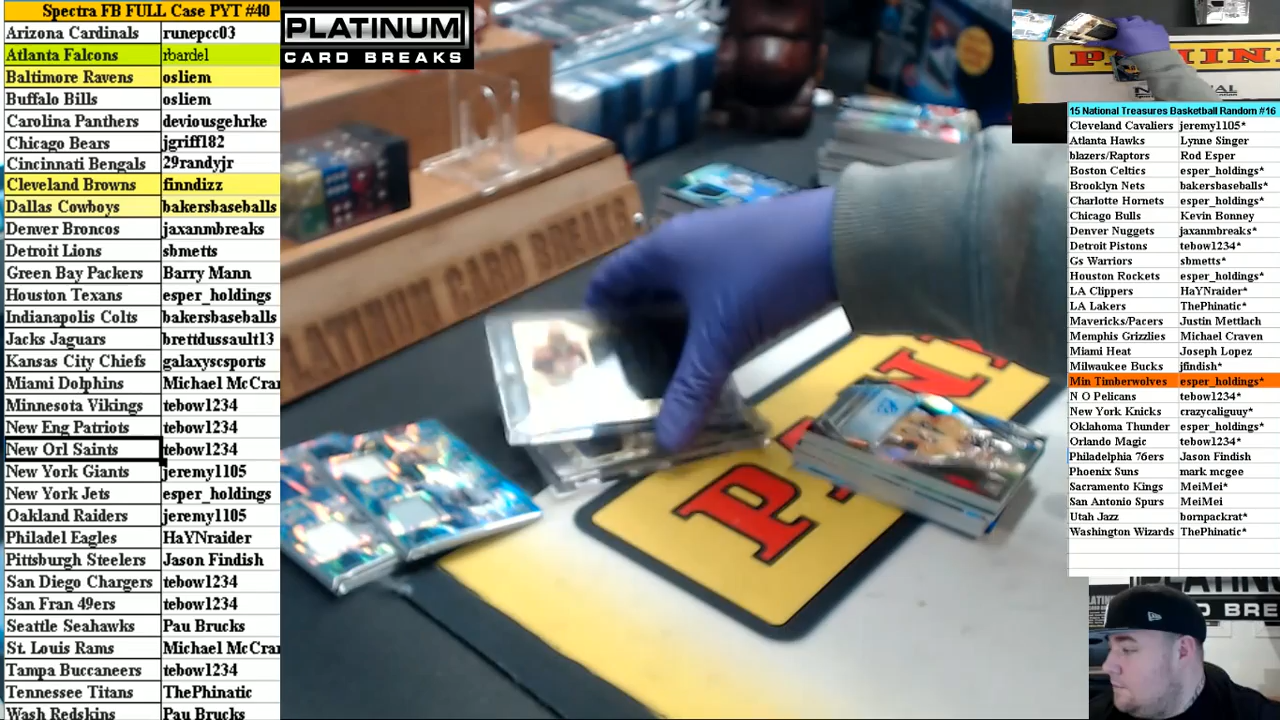 Spectra FB FULL Case PYT #40
Arizona Cardinals runepcc03
Atlanta Falcons rbardel
Baltimore Ravens osliem
Buffalo Bills osliem
Carolina Panthers deviousgehrke
Chicago Bears jgriff182
Cincinnati Bengals 29randyjr
Cleveland Browns finndizz
Dallas Cowboys bakersbaseballs
Denver Broncos jaxanmbreaks
Detroit Lions sbmetts
Green Bay Packers Barry Mann
Houston Texans esper_holdings
Indianapolis Colts bakersbaseballs
Jacks Jaguars brettdussault13
Kansas City Chiefs galaxyscsports
Miami Dolphins Michael McCra
Minnesota Vikings tebow1234
New Eng Patriots tebow1234
New Orl Saints tebow1234
New York Giants jeremy1105
New York Jets esper_holdings
Oakland Raiders jeremy1105
Philadel Eagles HaYNraider
Pittsburgh Steelers Jason Findish
San Diego Chargers tebow1234
San Fran 49ers tebow1234
Seattle Seahawks Pau Brucks
St. Louis Rams Michael McCra
Tampa Buccaneers tebow1234
Tennessee Titans ThePhinatic
Wash Redskins Pau Brucks
PLATINUM
CARD BREAKS
PLATINUM CARD BREAKS
P NI
PANINI
15 National Treasures Basketball Random #16
Cleveland Cavaliers jeremy1105*
Atlanta Hawks Lynne Singer
blazers/Raptors Rod Esper
Boston Celtics esper_holdings*
Brooklyn Nets bakersbaseballs*
Charlotte Hornets esper_holdings*
Chicago Bulls Kevin Bonney
Denver Nuggets jaxanmbreaks*
Detroit Pistons tebow1234*
Gs Warriors sbmetts*
Houston Rockets esper_holdings*
LA Clippers HaYNraider*
LA Lakers ThePhinatic*
Mavericks/Pacers Justin Mettlach
Memphis Grizzlies Michael Craven
Miami Heat Joseph Lopez
Milwaukee Bucks jfindish*
Min Timberwolves esper_holdings*
N O Pelicans tebow1234*
New York Knicks crazycaliguuy*
Oklahoma Thunder esper_holdings*
Orlando Magic tebow1234*
Philadelphia 76ers Jason Findish
Phoenix Suns mark mcgee
Sacramento Kings MeiMei*
San Antonio Spurs MeiMei
Utah Jazz bornpackrat*
Washington Wizards ThePhinatic*
PLATINUM
RD BRE